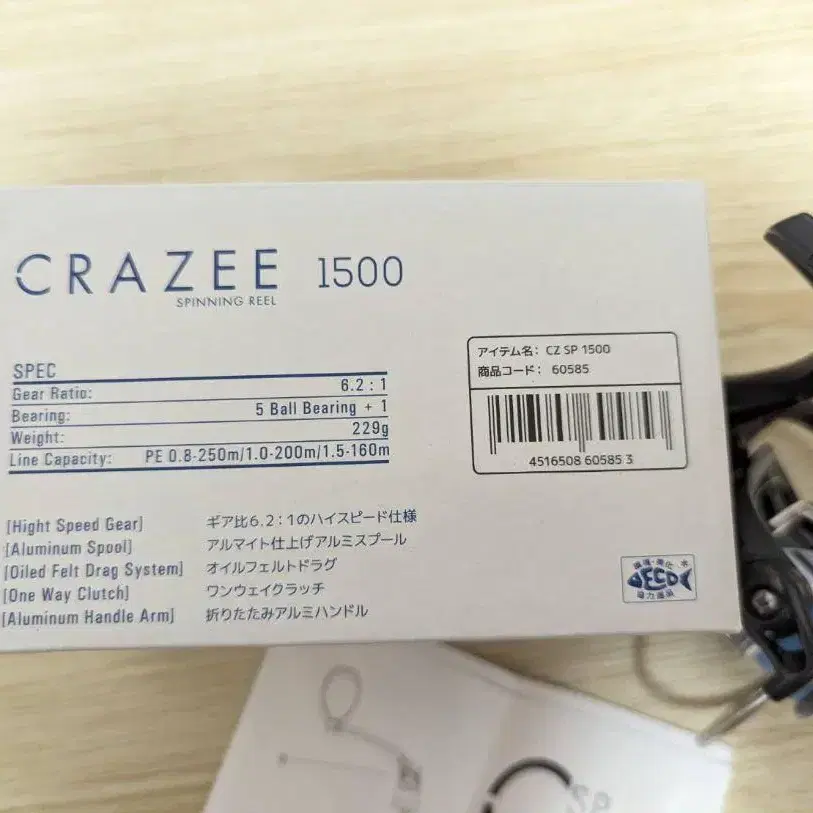 CRAZEE 1500
SPINNING REEL
SPEC
Gear Ratio: 6.2 : 1
Bearing: 5 Ball Bearing + 1
Weight: 229g
Line Capacity: PE 0.8-250m/1.0-200m/1.5-160m
アイテム名: CZ SP 1500
商品コード: 60585
4516508 60585 3
[Hight Speed Gear] ギア比6.2:1のハイスピード仕様
[Aluminum Spool] アルマイト仕上げアルミスプール
[Oiled Felt Drag System] オイルフェルトドラグ
[One Way Clutch] ワンウェイクラッチ
[Aluminum Handle Arm] 折りたたみアルミハンドル
ECO